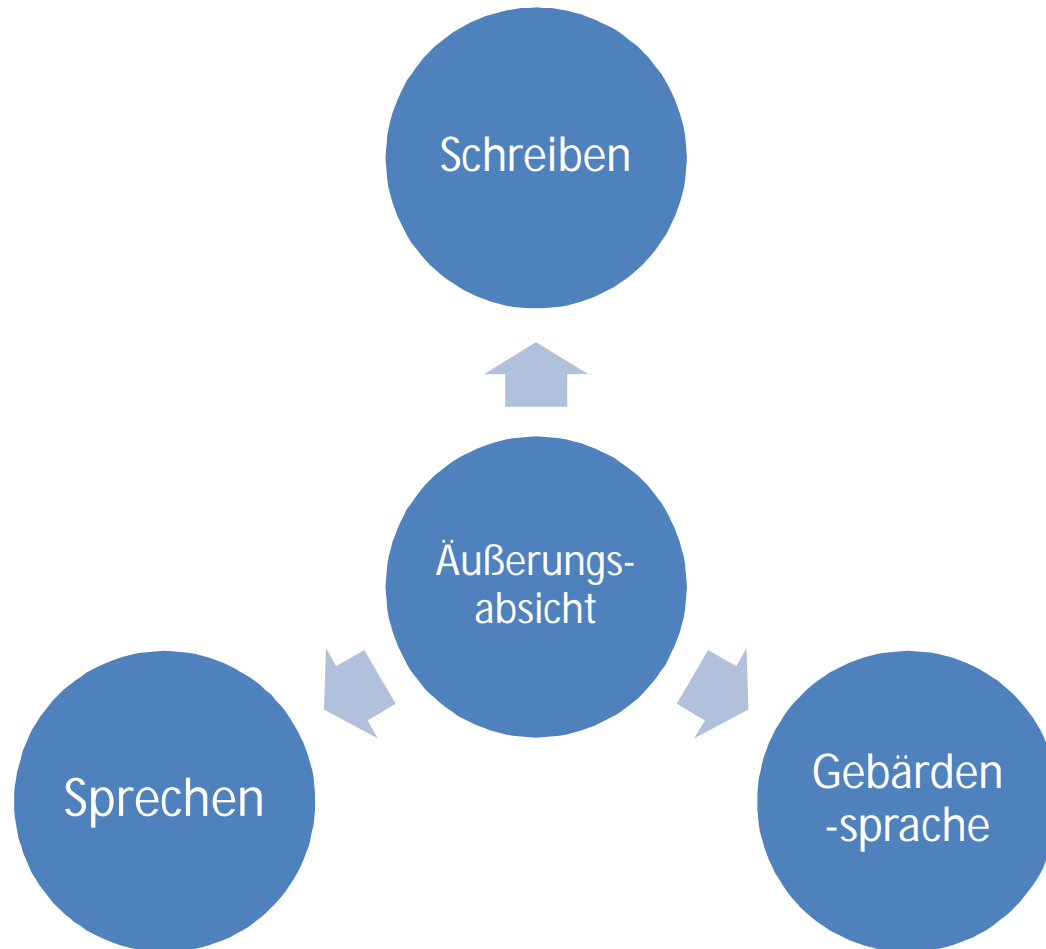 Schreiben
Äußerungs-
absicht
Sprechen
Gebärden
-sprache